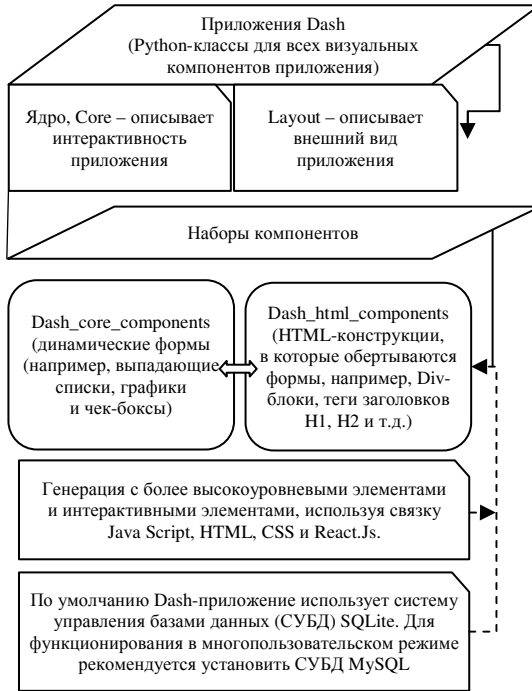 Приложения Dash
(Python-классы для всех визуальных
компонентов приложения)
Ядро, Core – описывает
интерактивность
приложения
Layout – описывает
внешний вид
приложения
Наборы компонентов
Dash_core_components
(динамические формы
(например, выпадающие
списки, графики
и чек-боксы)
Dash_html_components
(HTML-конструкции,
в которые обертываются
формы, например, Div-
блоки, теги заголовков
H1, H2 и т.д.)
Генерация с более высокоуровневыми элементами
и интерактивными элементами, используя связку
Java Script, HTML, CSS и React.Js.
По умолчанию Dash-приложение использует систему
управления базами данных (СУБД) SQLite. Для
функционирования в многопользовательском режиме
рекомендуется установить СУБД MySQL